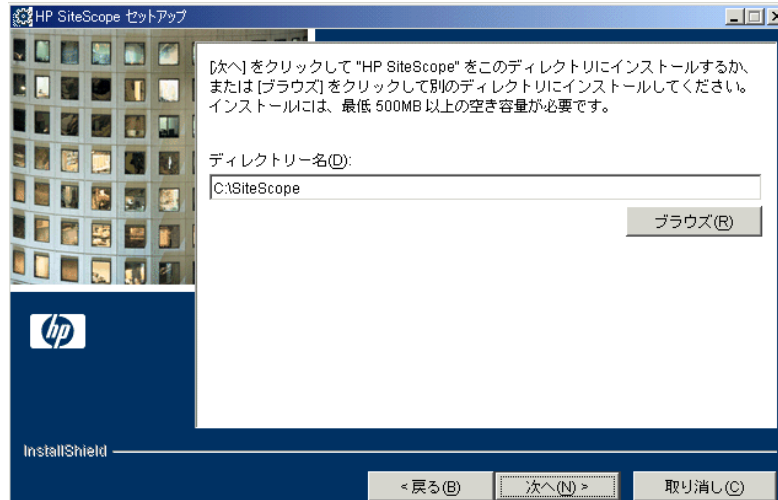 HP SiteScope セットアップ
[次へ] をクリックして "HP SiteScope" をこのディレクトリにインストールするか、
または [ブラウズ] をクリックして別のディレクトリにインストールしてください。
インストールには、最低 500MB 以上の空き容量が必要です。
ディレクトリー名(D):
C:\SiteScope
ブラウズ(R)
hp
InstallShield
< 戻る(B)
次へ(N) >
取り消し(C)